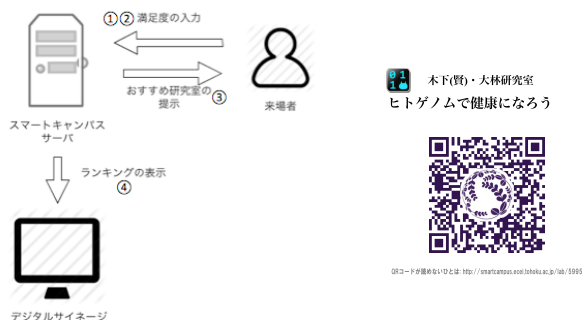 ①② 満足度の入力
おすすめ研究室の
提示 ③
来場者
スマートキャンパス
サーバ
ランキングの表示
④
デジタルサイネージ
01
1
木下(賢)・大林研究室
ヒトゲノムで健康になろう
QRコードが読めないひとは: http://smartcampus.ecei.tohoku.ac.jp/lab/5995